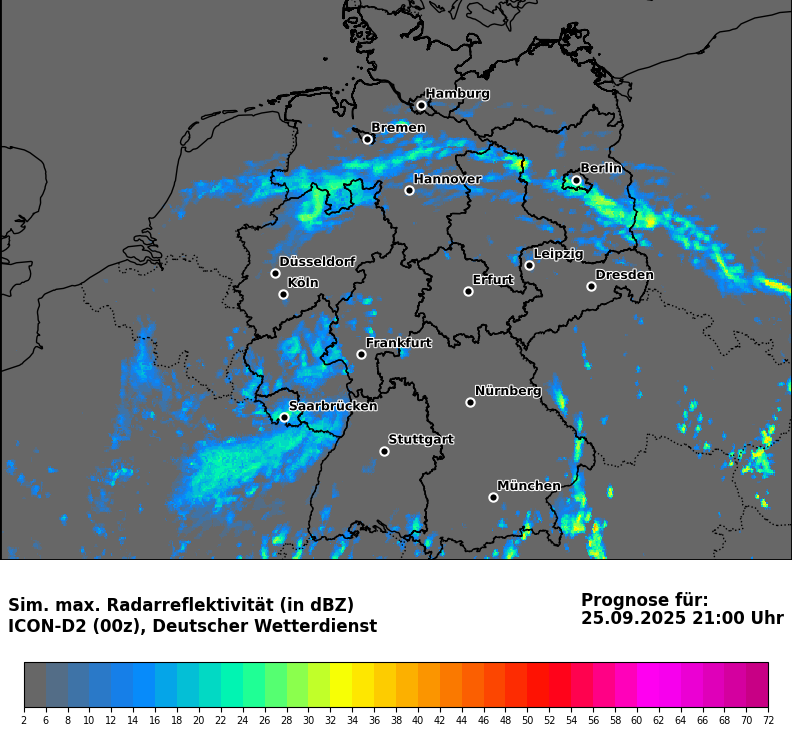 Hamburg
Bremen
Berlin
Hannover
Leipzig
Düsseldorf
Dresden
Erfurt
Köln
Frankfurt
Nürnberg
Saarbrücken
Stuttgart
München
Sim. max. Radarreflektivität (in dBZ)
ICON-D2 (00z), Deutscher Wetterdienst
Prognose für:
25.09.2025 21:00 Uhr
2 6 8 10 12 14 16 18 20 22 24 26 28 30 32 34 36 38 40 42 44 46 48 50 52 54 56 58 60 62 64 66 70 72